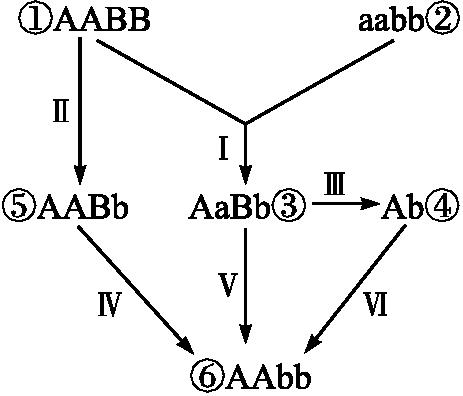 ①AABB aabb②
Ⅱ
Ⅰ
Ⅲ
⑤AABb AaBb③ Ab④
Ⅳ Ⅴ Ⅵ
⑥AAbb